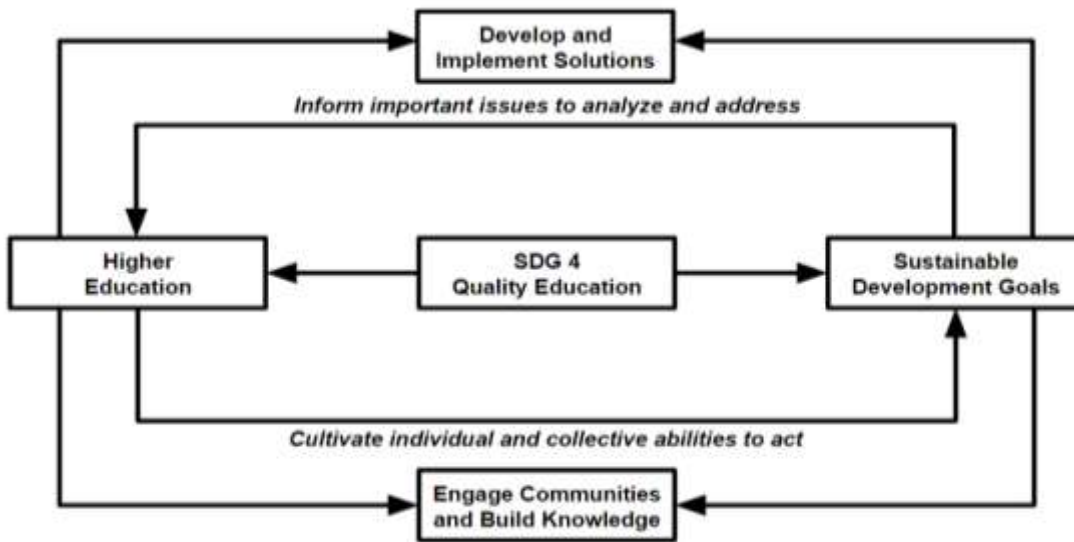 Develop and
Implement Solutions
Inform important issues to analyze and address
Higher
Education
SDG 4
Quality Education
Sustainable
Development Goals
Cultivate individual and collective abilities to act
Engage Communities
and Build Knowledge